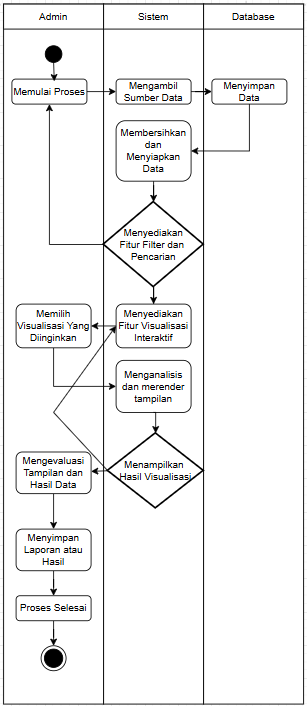 Admin
Sistem
Database
Memulai Proses
Mengambil
Sumber Data
Menyimpan
Data
Membersihkan
dan
Menyiapkan
Data
Menyediakan
Fitur Filter dan
Pencarian
Memilih
Visualisasi Yang
Diinginkan
Menyediakan
Fitur Visualisasi
Interaktif
Menganalisis
dan merender
tampilan
Menampilkan
Hasil Visualisasi
Mengevaluasi
Tampilan dan
Hasil Data
Menyimpan
Laporan atau
Hasil
Proses Selesai